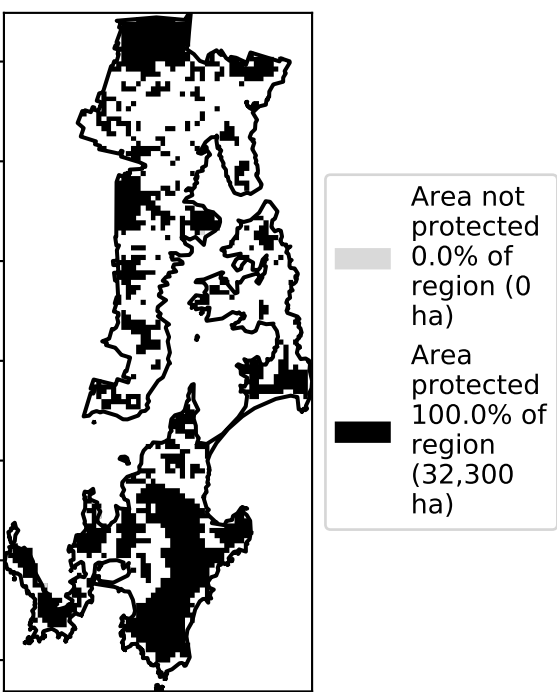 Area not
protected
0.0% of
region (0
ha)
Area
protected
100.0% of
region
(32,300
ha)